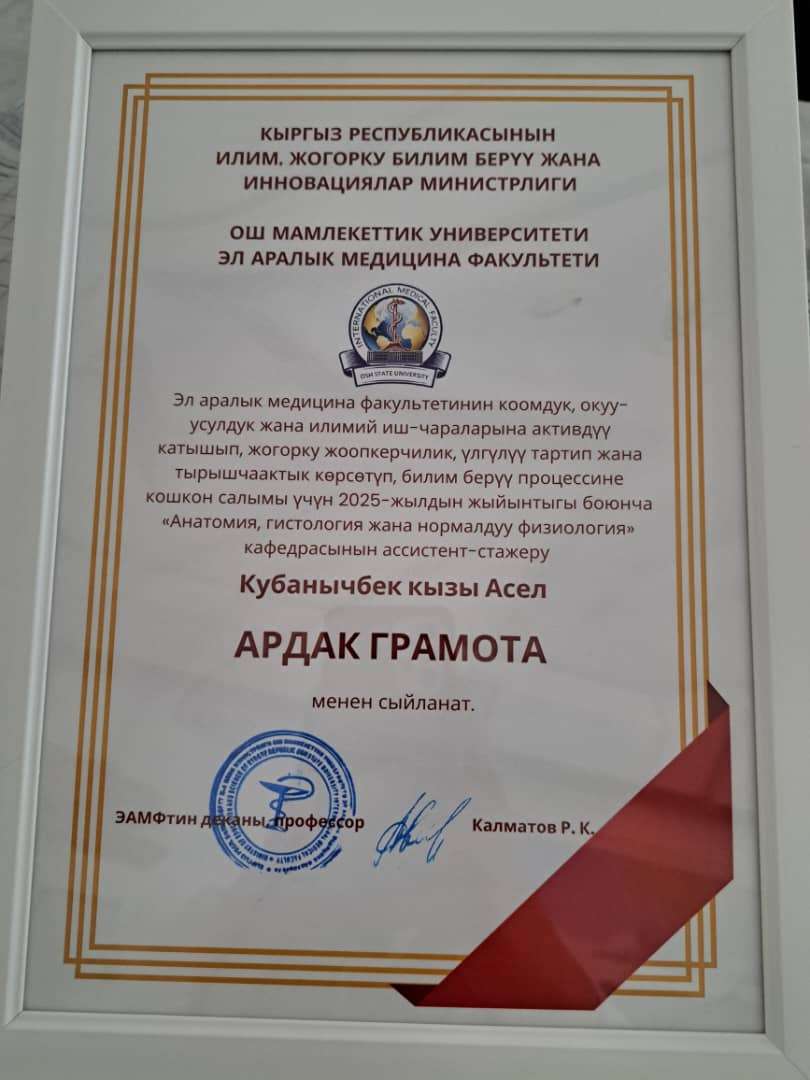 КЫРГЫЗ РЕСПУБЛИКАСЫНЫН
ИЛИМ, ЖОГОРКУ БИЛИМ БЕРҮҮ ЖАНА
ИННОВАЦИЯЛАР МИНИСТРЛИГИ
ОШ МАМЛЕКЕТТИК УНИВЕРСИТЕТИ
ЭЛ АРАЛЫК МЕДИЦИНА ФАКУЛЬТЕТИ
INTERNATIONAL MEDICAL FACULTY
OSH STATE UNIVERSITY
Эл аралык медицина факультетинин коомдук, окуу-
усулдук жана илимий иш-чараларына активдүү
катышып, жогорку жоопкерчилик, үлгүлүү тартип жана
тырышчаактык көрсөтүп, билим берүү процессине
кошкон салымы үчүн 2025-жылдын жыйынтыгы боюнча
«Анатомия, гистология жана нормалдуу физиология»
кафедрасынын ассистент-стажеру
Кубанычбек кызы Асел
АРДАК ГРАМОТА
менен сыйланат.
ЭАМФтин деканы, профессор
Калматов Р. К.